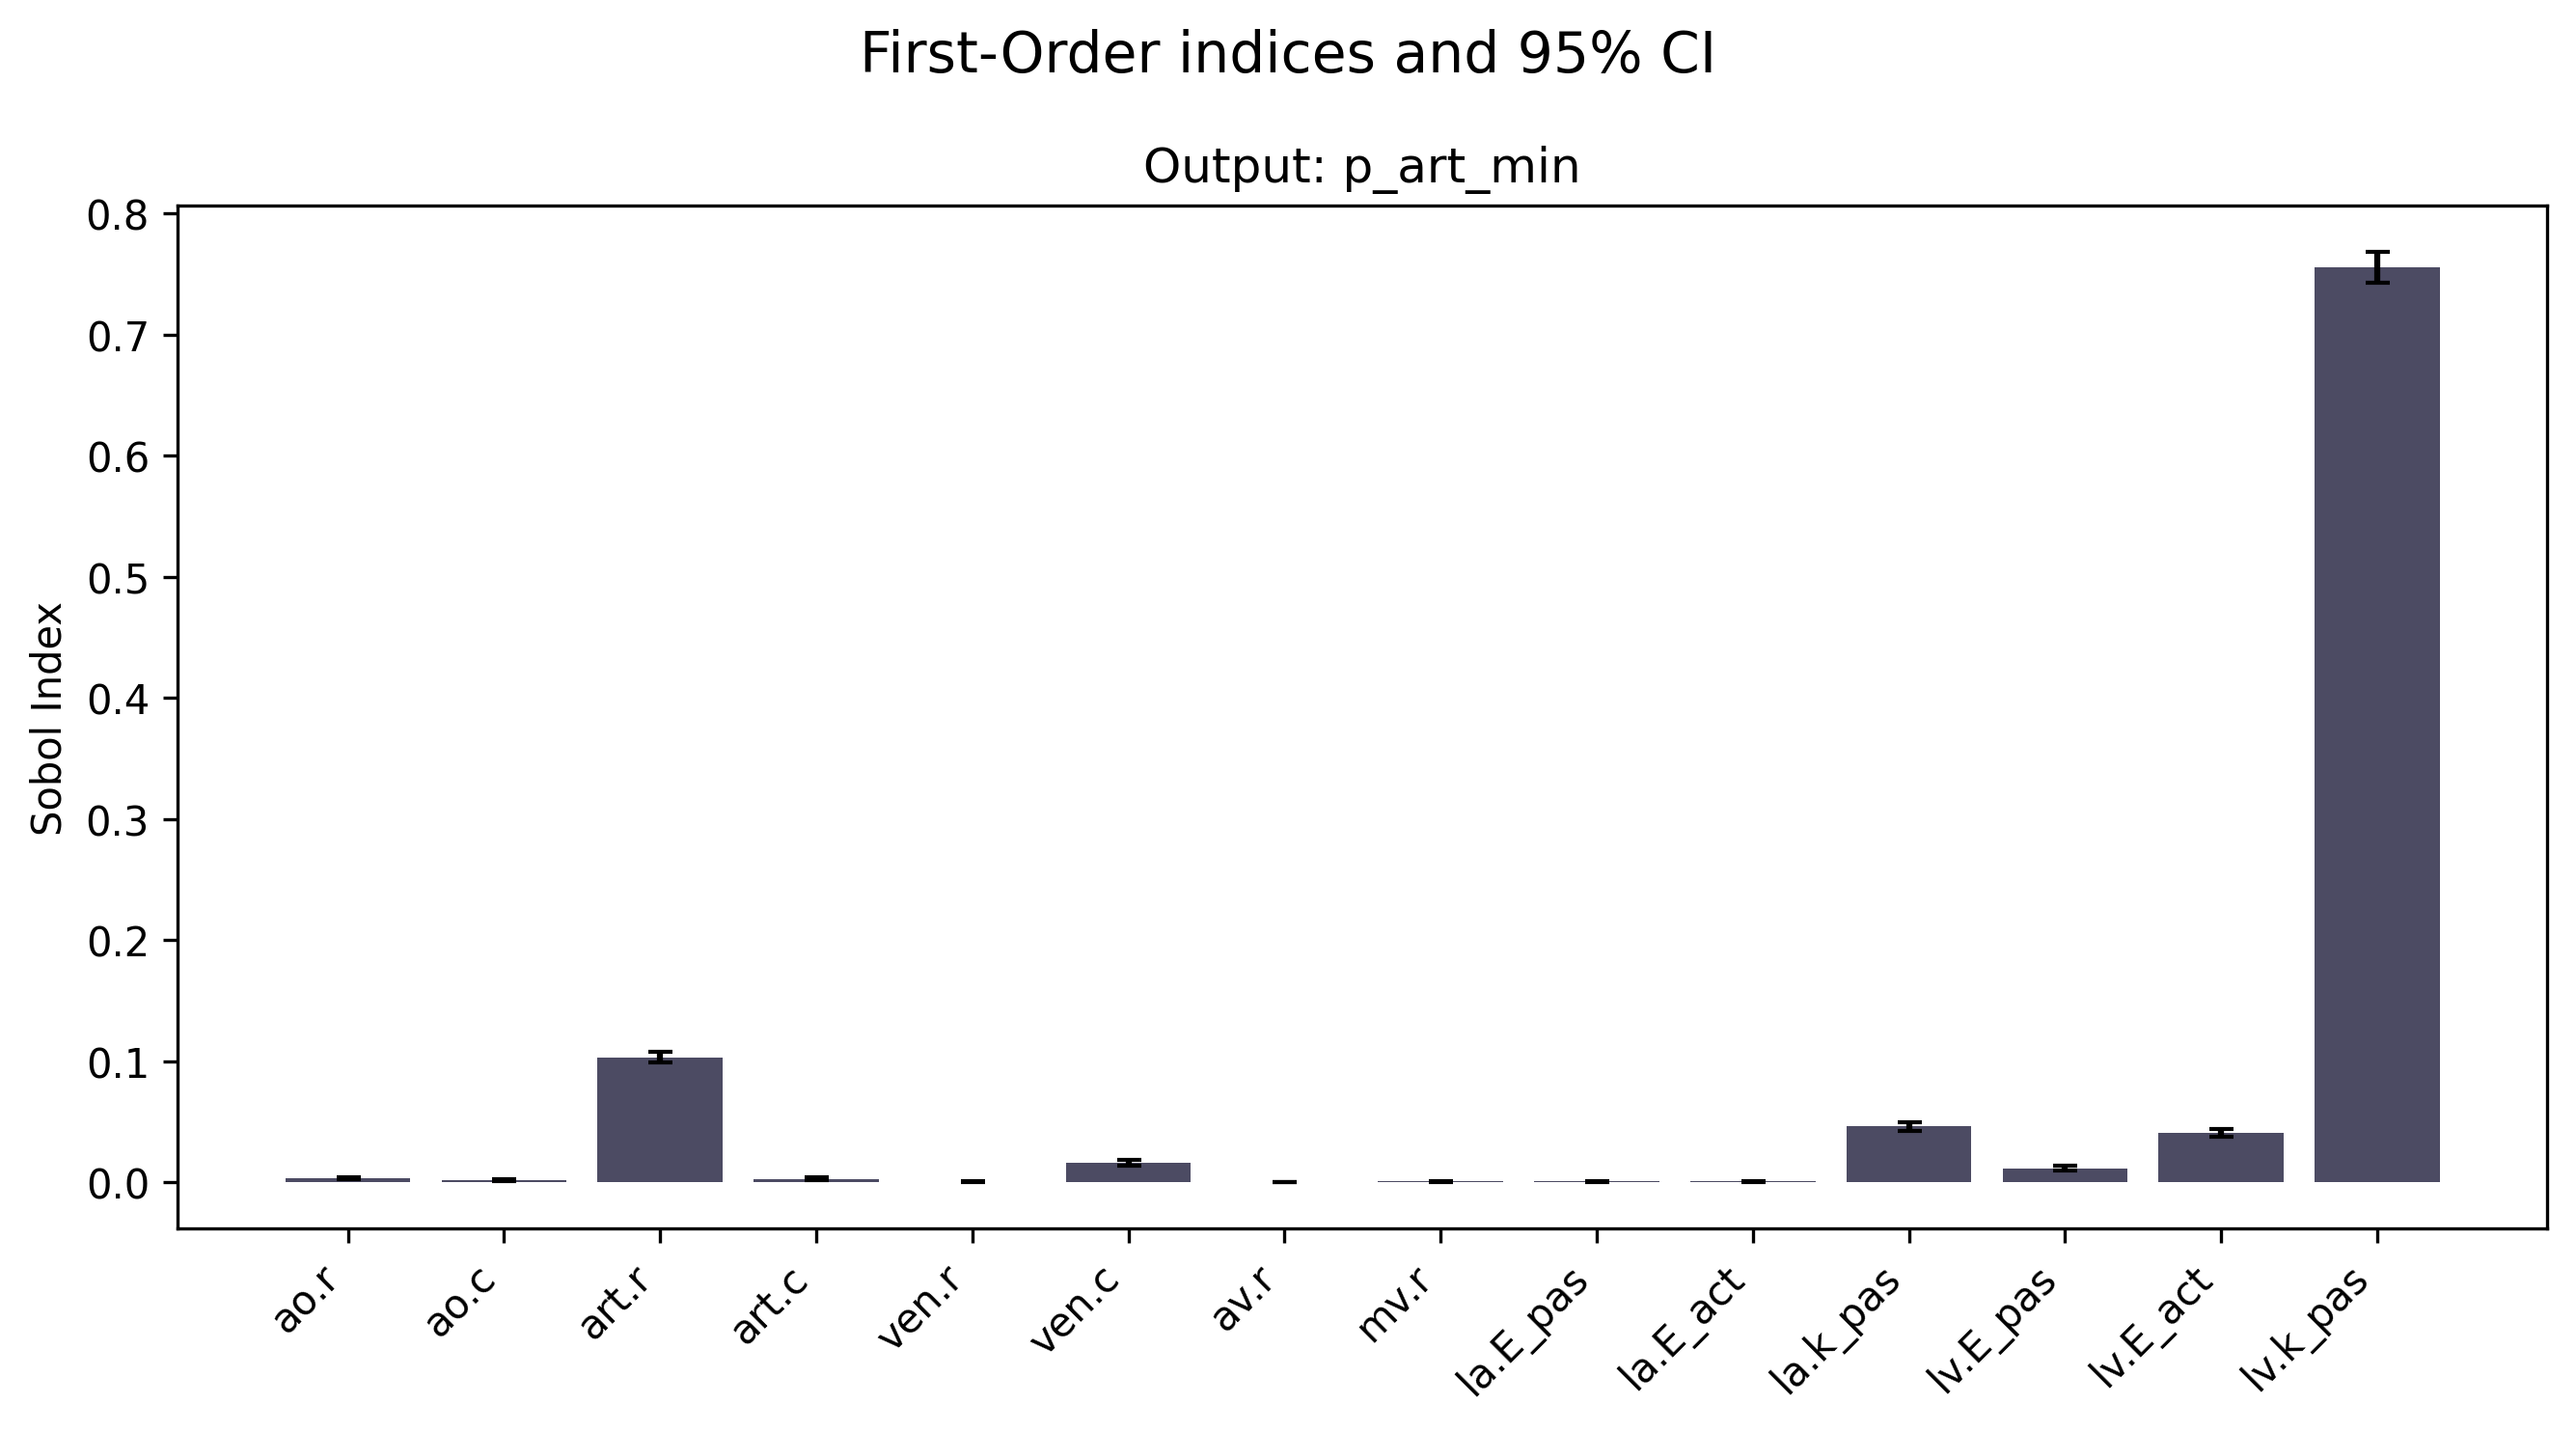 First-Order indices and 95% CI
Output: p_art_min
Sobol Index
0.8
0.7
0.6
0.5
0.4
0.3
0.2
0.1
0.0
ao.r
ao.c
art.r
art.c
ven.r
ven.c
av.r
mv.r
la.E_pas
la.E_act
la.k_pas
lv.E_pas
lv.E_act
lv.k_pas